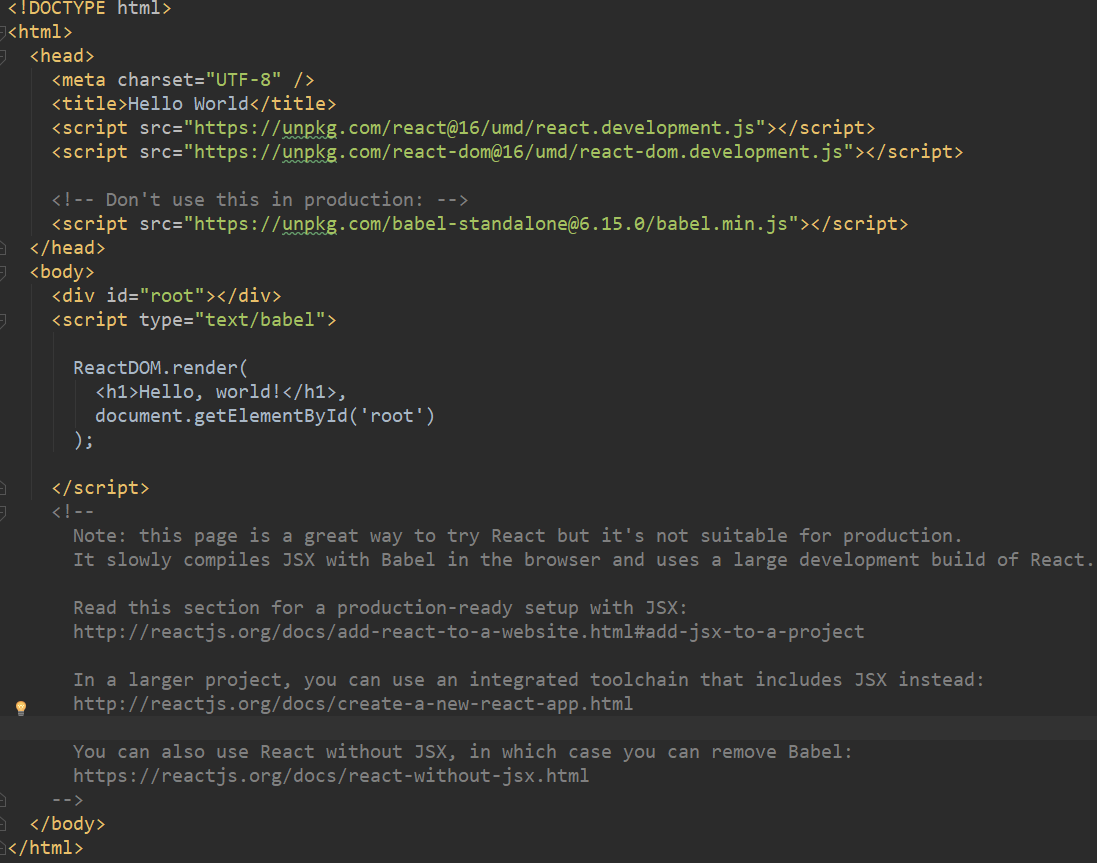 <!DOCTYPE html>
<html>
<head>
<meta charset="UTF-8" />
<title>Hello World</title>
<script src="https://unpkg.com/react@16/umd/react.development.js"></script>
<script src="https://unpkg.com/react-dom@16/umd/react-dom.development.js"></script>
<!-- Don't use this in production: -->
<script src="https://unpkg.com/babel-standalone@6.15.0/babel.min.js"></script>
</head>
<body>
<div id="root"></div>
<script type="text/babel">
ReactDOM.render(
<h1>Hello, world!</h1>,
document.getElementById('root')
);
</script>
<!--
Note: this page is a great way to try React but it's not suitable for production.
It slowly compiles JSX with Babel in the browser and uses a large development build of React.
Read this section for a production-ready setup with JSX:
http://reactjs.org/docs/add-react-to-a-website.html#add-jsx-to-a-project
In a larger project, you can use an integrated toolchain that includes JSX instead:
http://reactjs.org/docs/create-a-new-react-app.html
You can also use React without JSX, in which case you can remove Babel:
https://reactjs.org/docs/react-without-jsx.html
-->
</body>
</html>